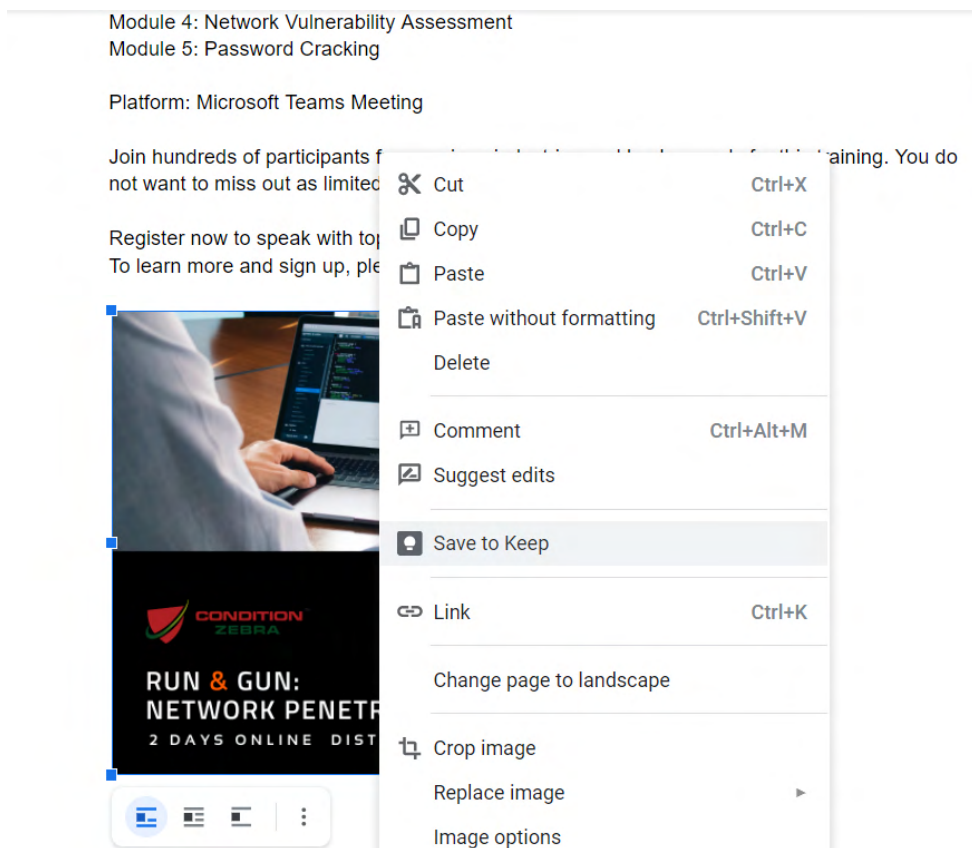 Module 4: Network Vulnerability Assessment
Module 5: Password Cracking
Platform: Microsoft Teams Meeting
Join hundreds of participants training. You do
not want to miss out as limited
Register now to speak with
To learn more and sign up,
Cut Ctrl+X
Copy Ctrl+C
Paste Ctrl+V
Paste without formatting Ctrl+Shift+V
Delete
Comment Ctrl+Alt+M
Suggest edits
Save to Keep
Link Ctrl+K
Change page to landscape
Crop image
Replace image
Image options
CONDITION
ZEBRA
RUN & GUN:
NETWORK PENETR
2 DAYS ONLINE DIST